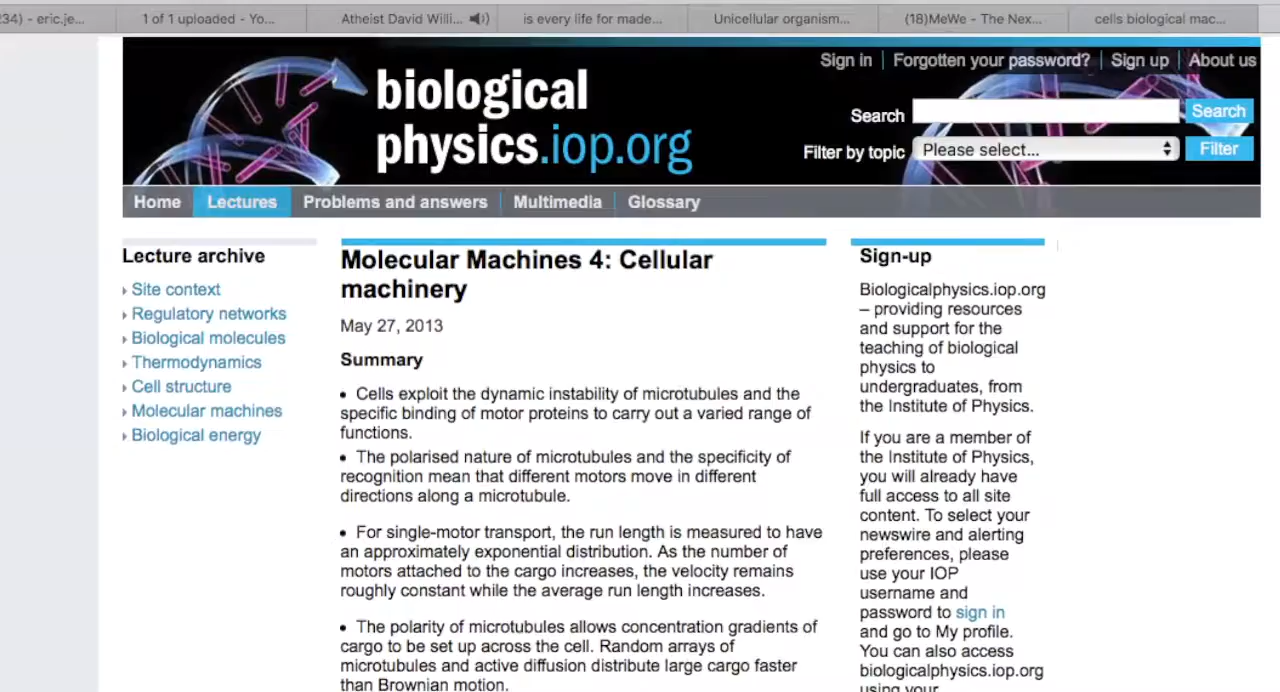 234) - eric.je...
1 of 1 uploaded - Yo...
Atheist David Willi...
is every life for made...
Unicellular organism...
(18)MeWe - The Nex...
cells biological mac...
Sign in | Forgotten your password? | Sign up | About us
biological
physics.iop.org
Search
Search
Filter by topic
Please select...
Filter
Home
Lectures
Problems and answers
Multimedia
Glossary
Lecture archive
Site context
Regulatory networks
Biological molecules
Thermodynamics
Cell structure
Molecular machines
Biological energy
Molecular Machines 4: Cellular
machinery
May 27, 2013
Summary
• Cells exploit the dynamic instability of microtubules and the
specific binding of motor proteins to carry out a varied range of
functions.
• The polarised nature of microtubules and the specificity of
recognition mean that different motors move in different
directions along a microtubule.
• For single-motor transport, the run length is measured to have
an approximately exponential distribution. As the number of
motors attached to the cargo increases, the velocity remains
roughly constant while the average run length increases.
• The polarity of microtubules allows concentration gradients of
cargo to be set up across the cell. Random arrays of
microtubules and active diffusion distribute large cargo faster
than Brownian motion.
Sign-up
Biologicalphysics.iop.org
– providing resources
and support for the
teaching of biological
physics to
undergraduates, from
the Institute of Physics.
If you are a member of
the Institute of Physics,
you will already have
full access to all site
content. To select your
newswire and alerting
preferences, please
use your IOP
username and
password to sign in
and go to My profile.
You can also access
biologicalphysics.iop.org
using your